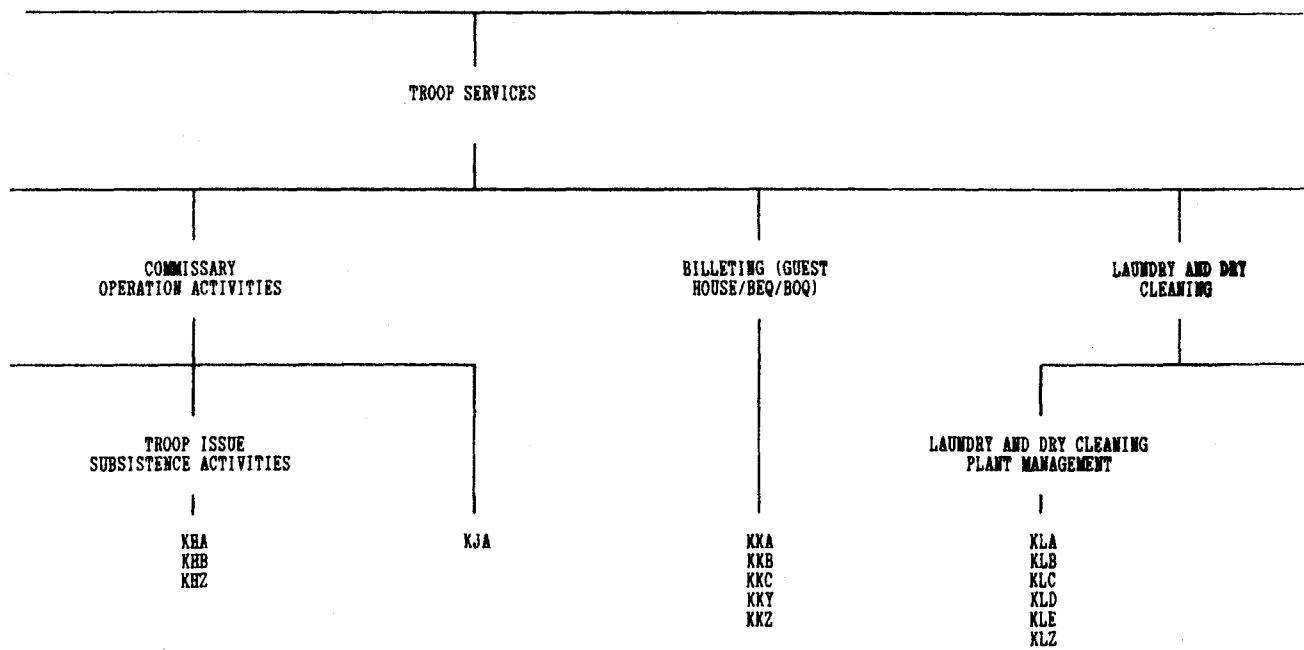 TROOP SERVICES
COMMISSARY
OPERATION ACTIVITIES
BILLETING (GUEST
HOUSE/BEQ/BOQ)
LAUNDRY AND DRY
CLEANING
TROOP ISSUE
SUBSISTENCE ACTIVITIES
LAUNDRY AND DRY CLEANING
PLANT MANAGEMENT
KHA
KHB
KHZ
KJA
KKA
KKB
KKC
KKY
KKZ
KLA
KLB
KLC
KLD
KLE
KLZ